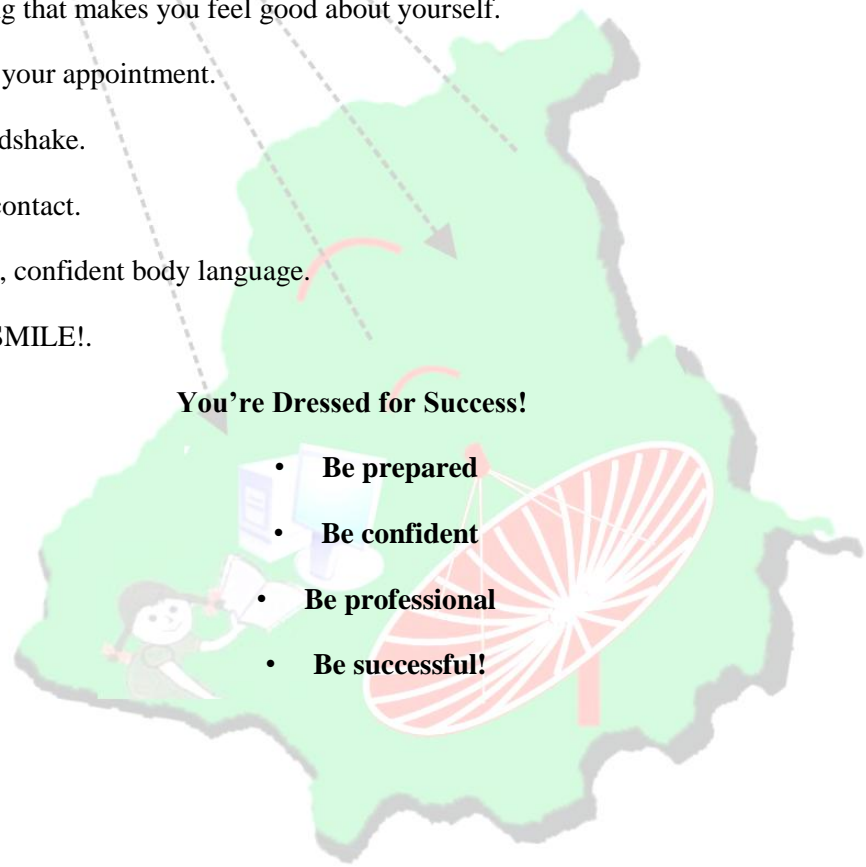 g that makes you feel good about yourself.
your appointment.
dshake.
contact.
, confident body language.
SMILE!.
You’re Dressed for Success!
• Be prepared
• Be confident
• Be professional
• Be successful!